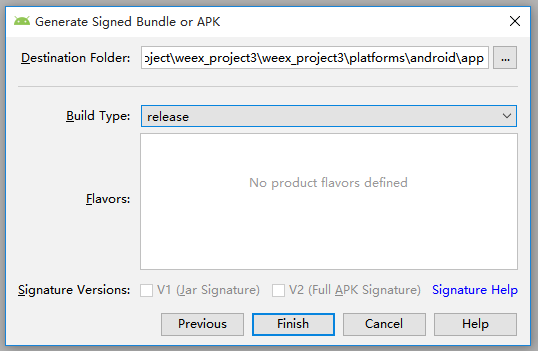 Generate Signed Bundle or APK
Destination Folder: oject\weex_project3\weex_project3\platforms\android\app ...
Build Type: release
No product flavors defined
Flavors:
Signature Versions: V1 (Jar Signature) V2 (Full APK Signature) Signature Help
Previous Finish Cancel Help